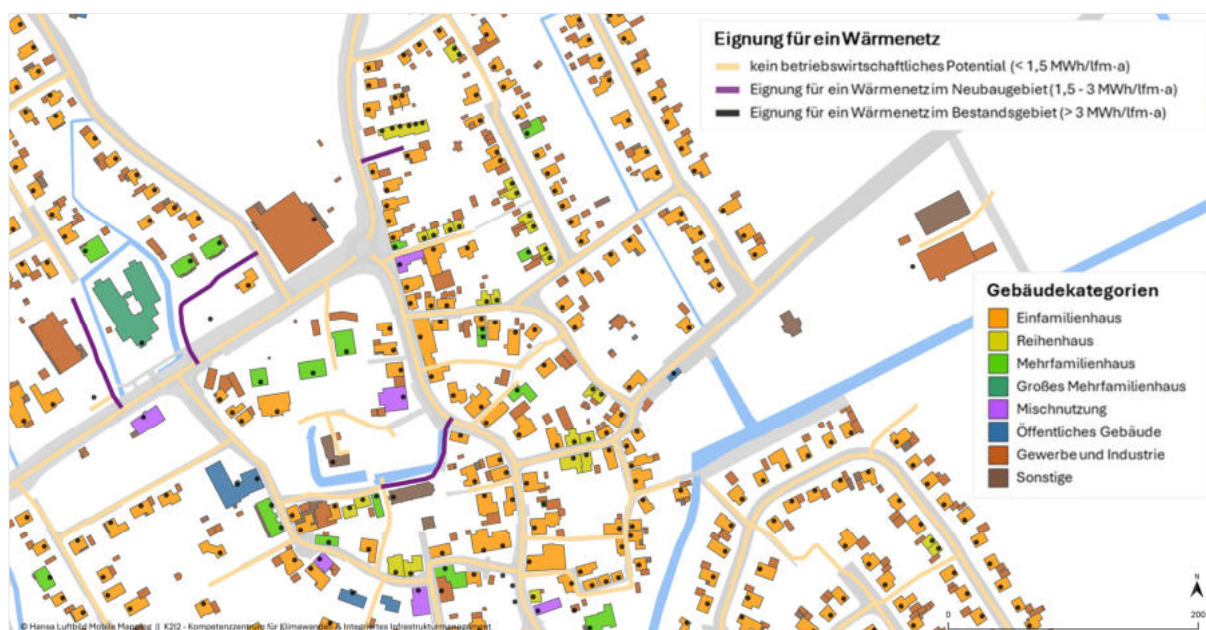 Eignung für ein Wärmenetz
kein betriebswirtschaftliches Potential (< 1,5 MWh/lfm·a)
Eignung für ein Wärmenetz im Neubaugebiet (1,5 - 3 MWh/lfm·a)
Eignung für ein Wärmenetz im Bestandsgebiet (> 3 MWh/lfm·a)
Gebäudekategorien
Einfamilienhaus
Reihenhaus
Mehrfamilienhaus
Großes Mehrfamilienhaus
Mischnutzung
Öffentliches Gebäude
Gewerbe und Industrie
Sonstige
N
0 200
© Hansa Luftbild Mobile Mapping || K2I2 - Kompetenzzentrum für Klimawandel & Integriertes Infrastrukturmanagement